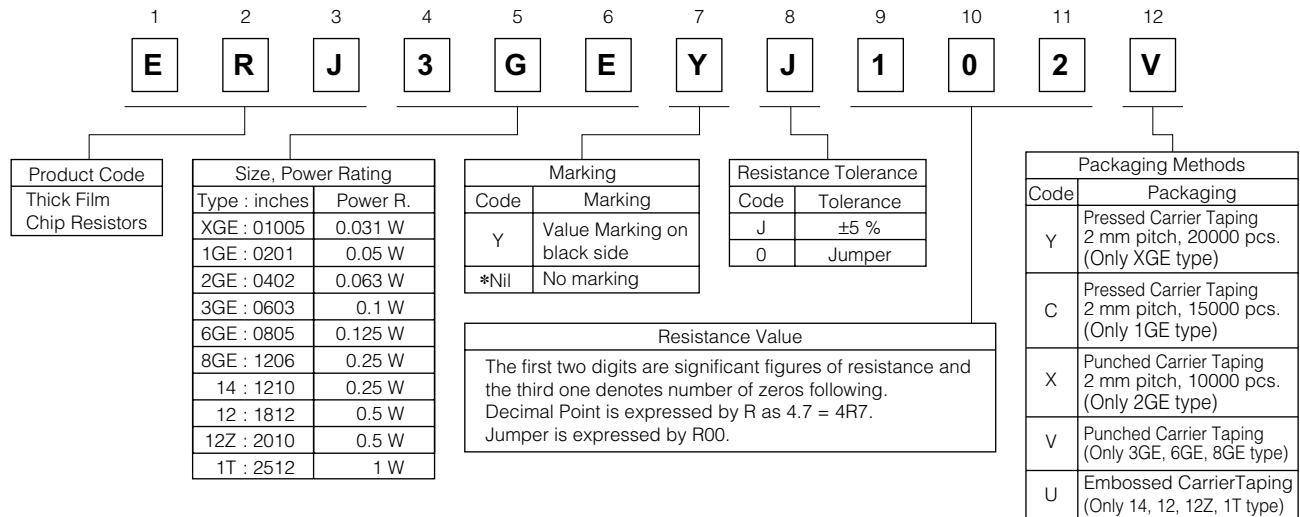 1 2 3 4 5 6 7 8 9 10 11 12
E R J 3 G E Y J 1 0 2 V
Product Code
Thick Film
Chip Resistors
Size, Power Rating
Type : inches Power R.
XGE : 01005 0.031 W
1GE : 0201 0.05 W
2GE : 0402 0.063 W
3GE : 0603 0.1 W
6GE : 0805 0.125 W
8GE : 1206 0.25 W
14 : 1210 0.25 W
12 : 1812 0.5 W
12Z : 2010 0.5 W
1T : 2512 1 W
Marking
Code Marking
Y Value Marking on
black side
*Nil No marking
Resistance Tolerance
Code Tolerance
J ±5 %
0 Jumper
Resistance Value
The first two digits are significant figures of resistance and
the third one denotes number of zeros following.
Decimal Point is expressed by R as 4.7 = 4R7.
Jumper is expressed by R00.
Packaging Methods
Code Packaging
Y Pressed Carrier Taping
2 mm pitch, 20000 pcs.
(Only XGE type)
C Pressed Carrier Taping
2 mm pitch, 15000 pcs.
(Only 1GE type)
X Punched Carrier Taping
2 mm pitch, 10000 pcs.
(Only 2GE type)
V Punched Carrier Taping
(Only 3GE, 6GE, 8GE type)
U Embossed CarrierTaping
(Only 14, 12, 12Z, 1T type)